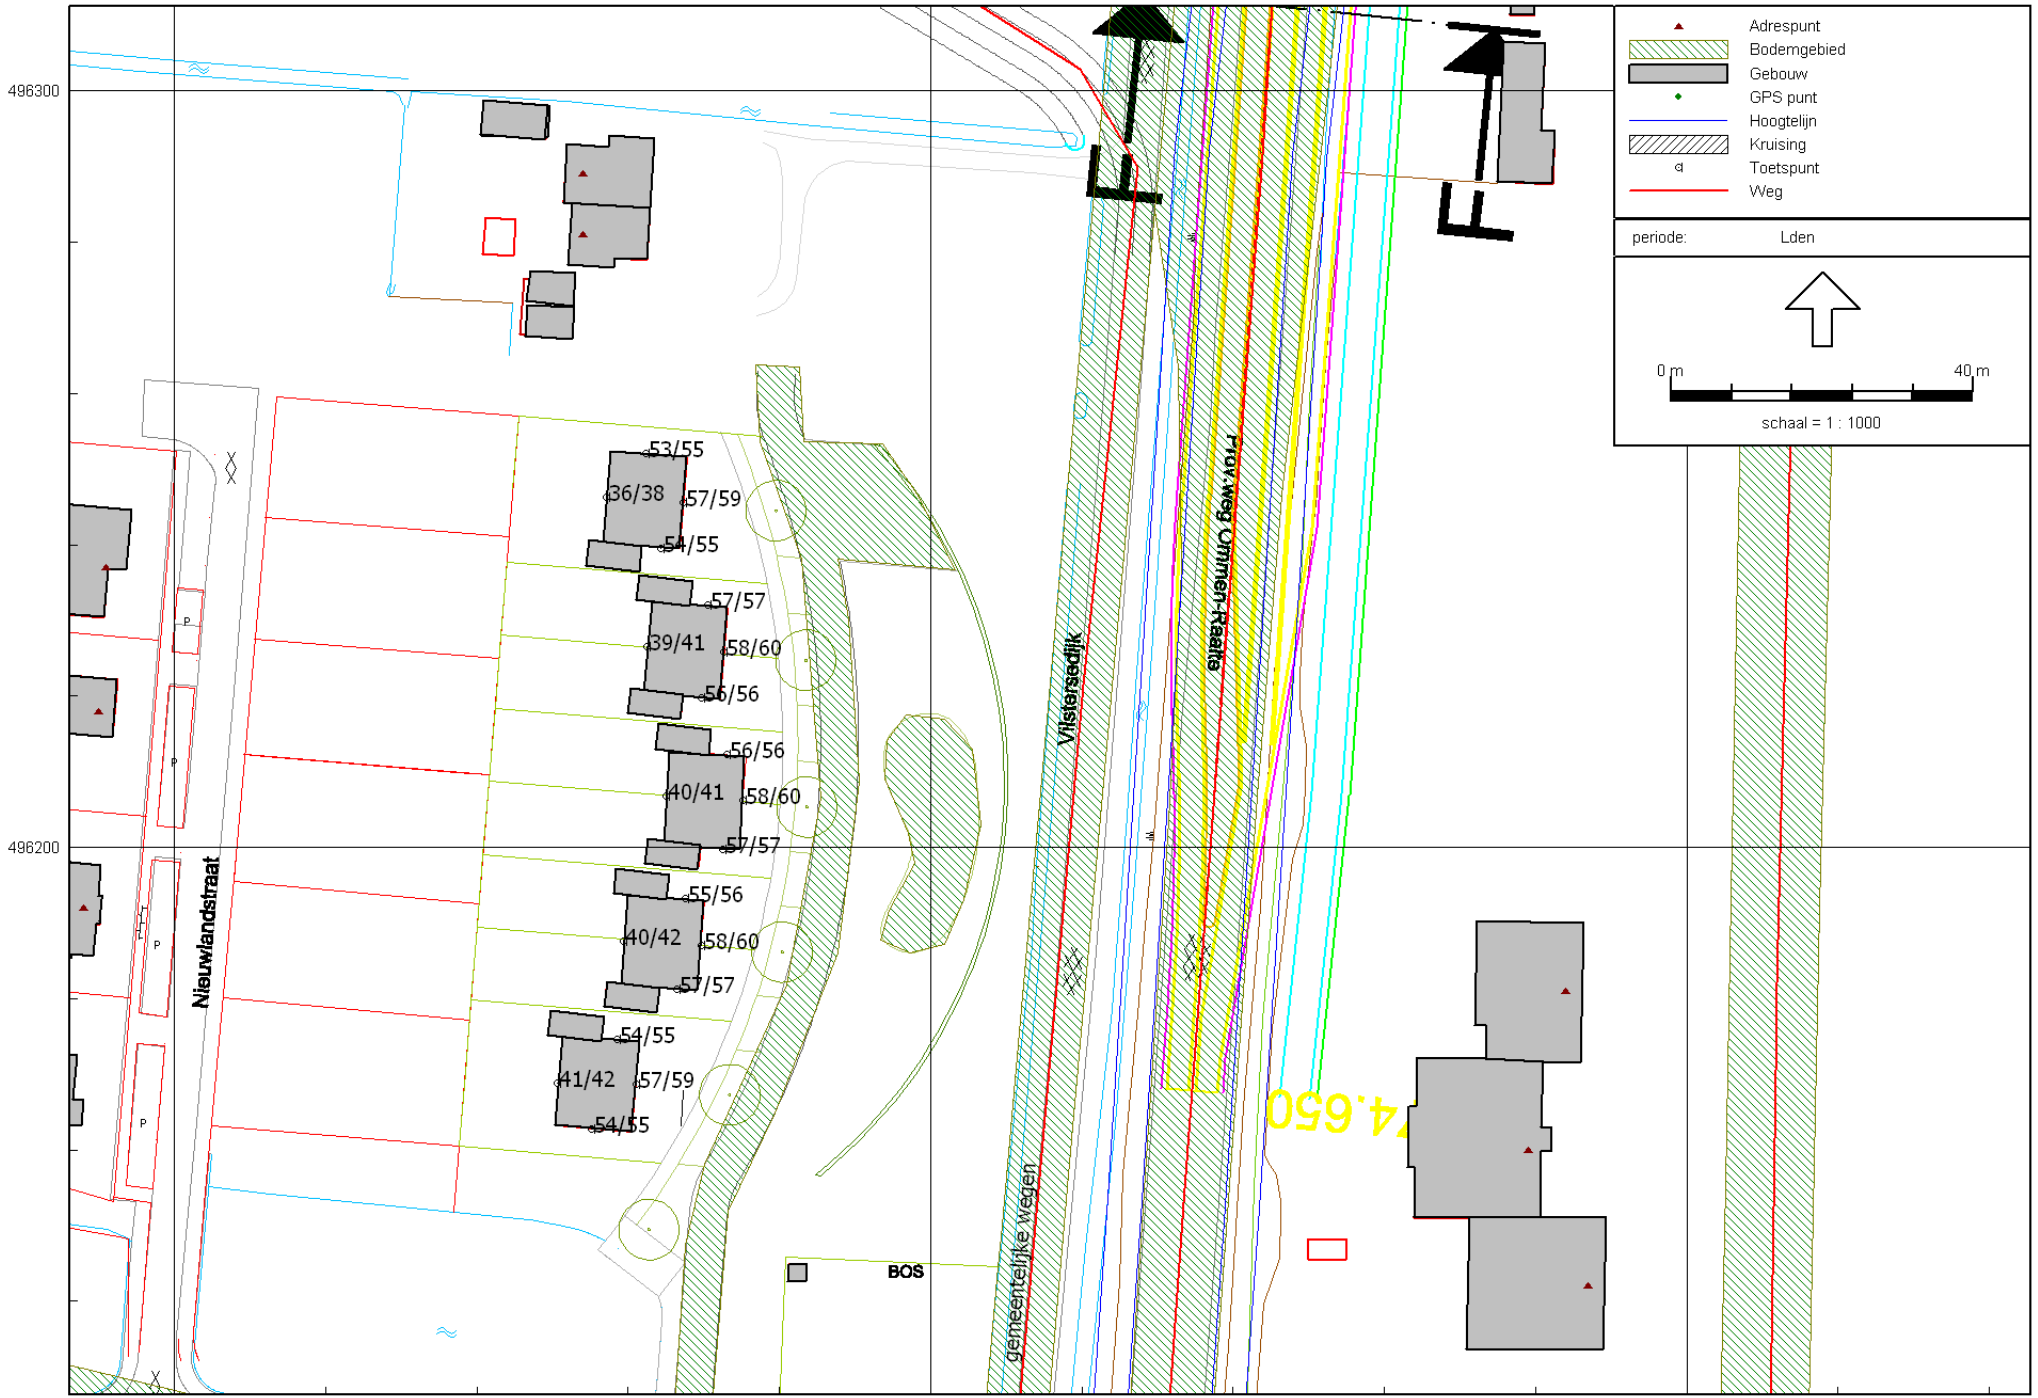 Adrespunt
Bodemgebied
Gebouw
GPS punt
Hoogtelijn
Kruising
Toetspunt
Weg
periode: Lden
0 m 40 m
schaal = 1 : 1000
496300
496200
53/55
36/38
57/59
54/55
57/57
39/41
58/60
56/56
56/56
40/41
58/60
57/57
55/56
40/42
58/60
57/57
54/55
41/42
57/59
54/55
P
P
P
P
Nieuwlandstraat
Vilstersedijk
Prov.weg Ommen-Raalte
gemeentelijke wegen
BOS
74.650